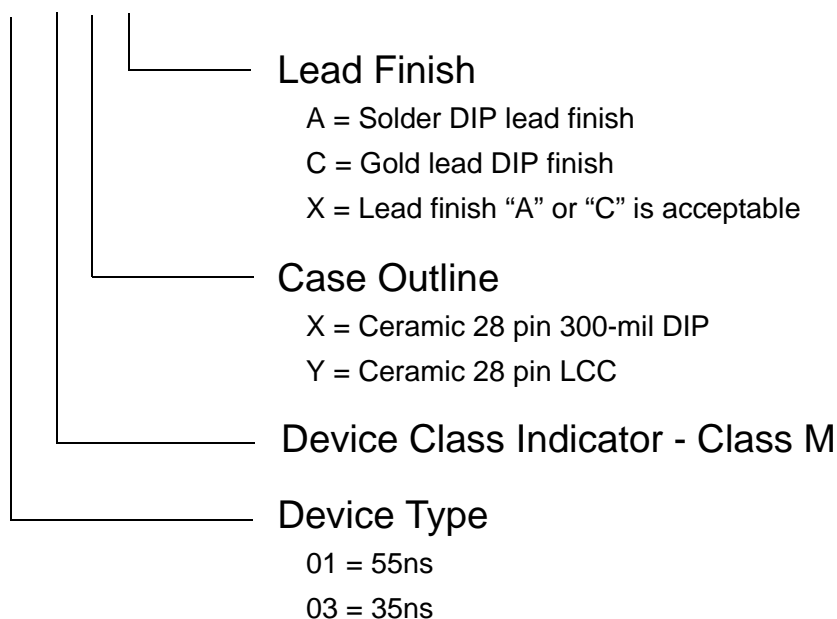 Lead Finish
A = Solder DIP lead finish
C = Gold lead DIP finish
X = Lead finish “A” or “C” is acceptable
Case Outline
X = Ceramic 28 pin 300-mil DIP
Y = Ceramic 28 pin LCC
Device Class Indicator - Class M
Device Type
01 = 55ns
03 = 35ns